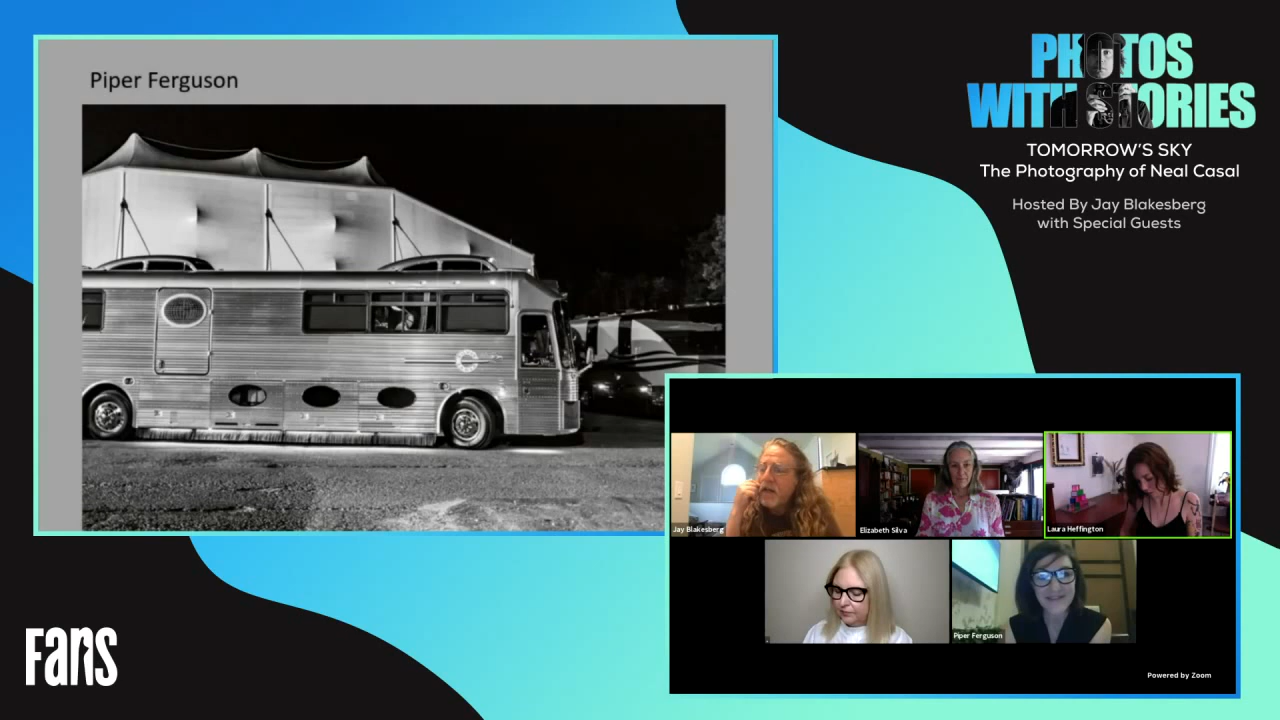 Piper Ferguson
PHOTOS
WITH STORIES
TOMORROW'S SKY
The Photography of Neal Casal
Hosted By Jay Blakesberg
with Special Guests
Jay Blakesberg
Elizabeth Silva
Laura Heffington
Piper Ferguson
Powered by Zoom
Fans